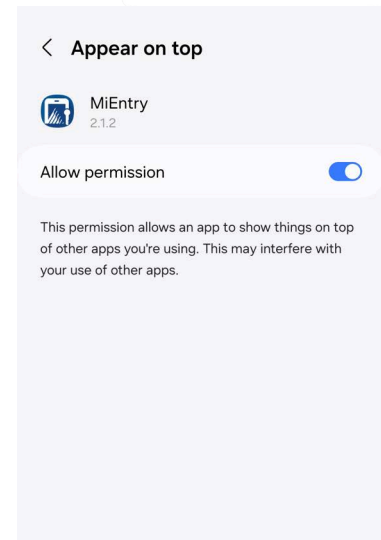 Appear on top
MiEntry
2.1.2
Allow permission
This permission allows an app to show things on top
of other apps you're using. This may interfere with
your use of other apps.